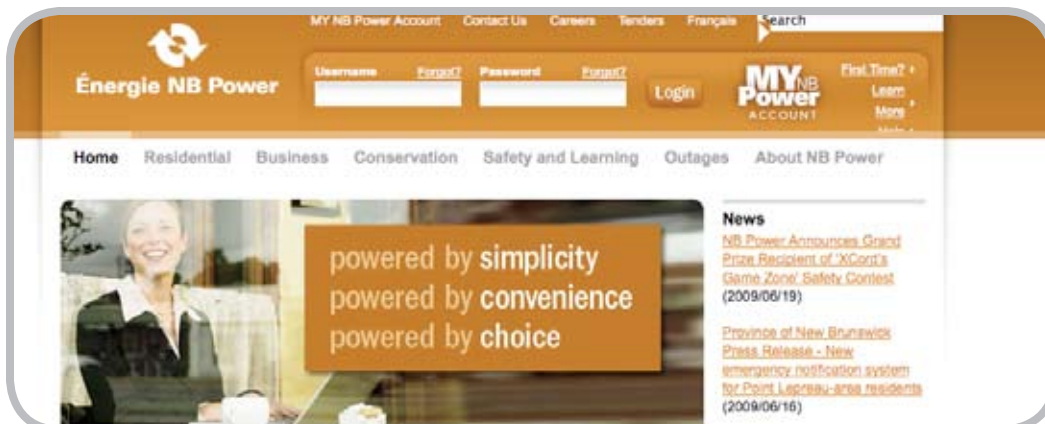 MY NB Power Account Contact Us Careers Tenders Français Search
Énergie NB Power
Username Forgot? Password Forgot?
Login
MY NB Power ACCOUNT
First Time?
Learn
More
Home Residential Business Conservation Safety and Learning Outages About NB Power
powered by simplicity
powered by convenience
powered by choice
News
NB Power Announces Grand
Prize Recipient of 'XCord's
Game Zone' Safety Contest
(2009/06/19)
Province of New Brunswick
Press Release - New
emergency notification system
for Point Lepreau-area residents
(2009/06/16)